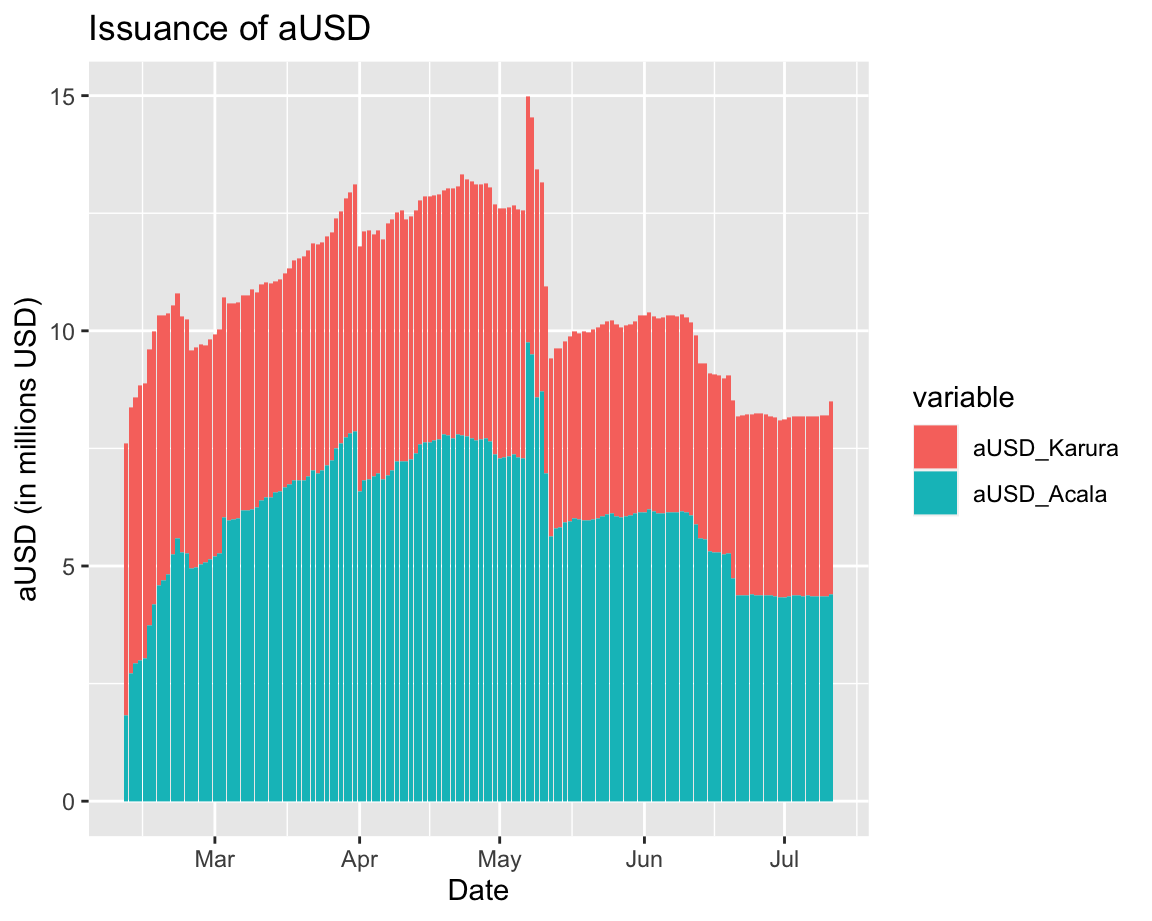 Issuance of aUSD
aUSD (in millions USD)
15
10
5
0
Mar Apr May Jun Jul
Date
variable
aUSD_Karura
aUSD_Acala